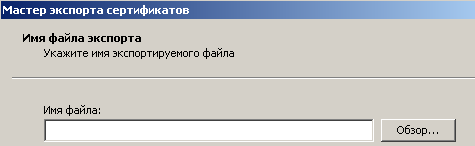 Мастер экспорта сертификатов
Имя файла экспорта
Укажите имя экспортируемого файла
Имя файла:
Обзор...